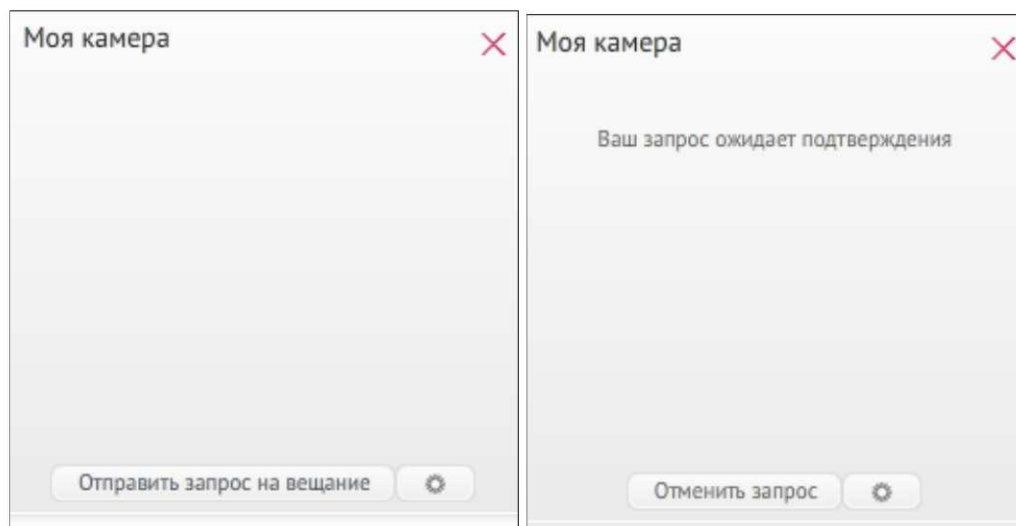 Моя камера
Отправить запрос на вещание
Моя камера
Ваш запрос ожидает подтверждения
Отменить запрос